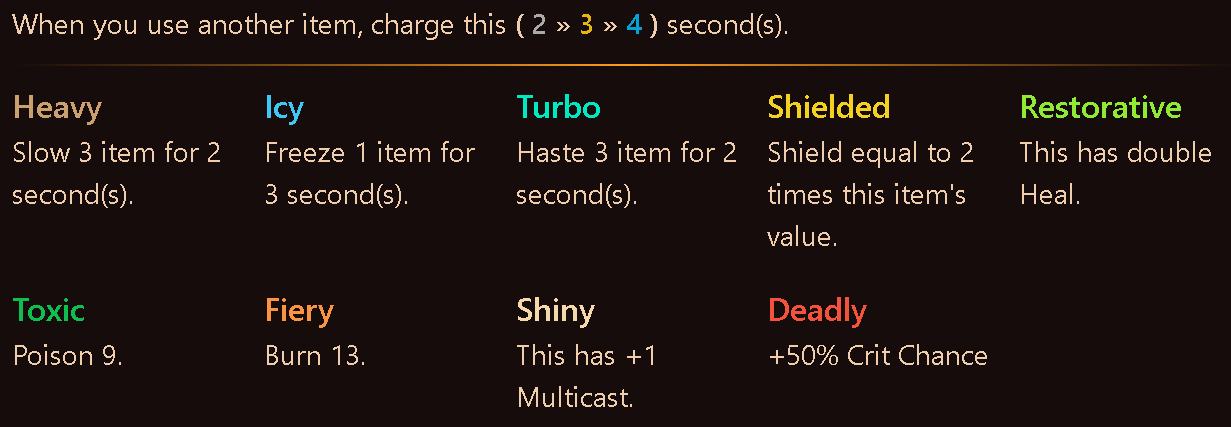 When you use another item, charge this ( 2 » 3 » 4 ) second(s).
Heavy
Slow 3 item for 2
second(s).
Icy
Freeze 1 item for
3 second(s).
Turbo
Haste 3 item for 2
second(s).
Shielded
Shield equal to 2
times this item's
value.
Restorative
This has double
Heal.
Toxic
Poison 9.
Fiery
Burn 13.
Shiny
This has +1
Multicast.
Deadly
+50% Crit Chance